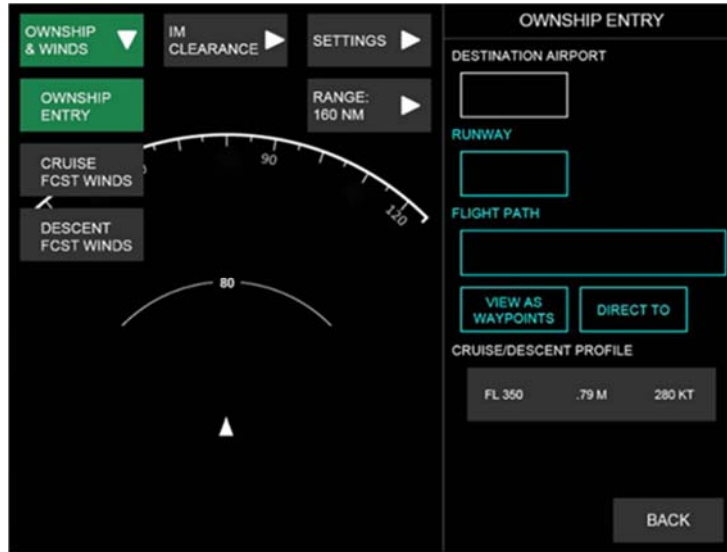 OWNSHIP
& WINDS
IM
CLEARANCE
SETTINGS
OWNSHIP
ENTRY
RANGE:
160 NM
CRUISE
FCST WINDS
DESCENT
FCST WINDS
90
120
80
OWNSHIP ENTRY
DESTINATION AIRPORT
RUNWAY
FLIGHT PATH
VIEW AS
WAYPOINTS
DIRECT TO
CRUISE/DESCENT PROFILE
FL 350 .79 M 280 KT
BACK